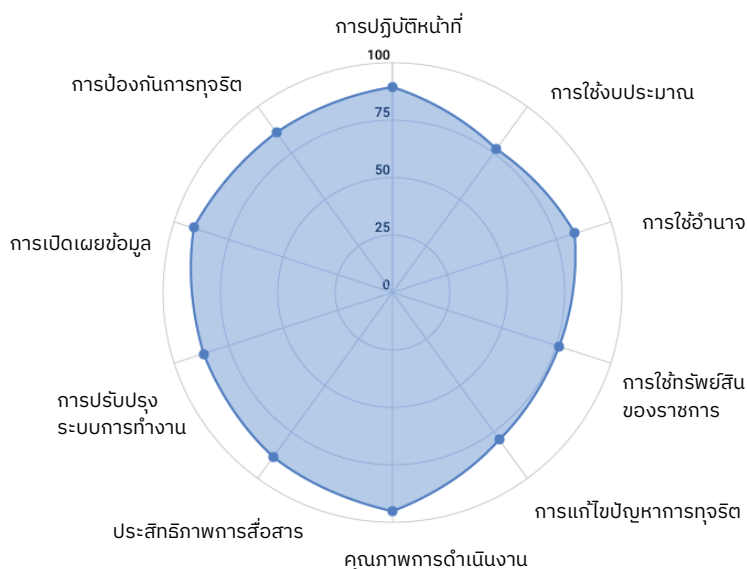 การปฏิบัติหน้าที่
100
การป้องกันการทุจริต
การใช้งบประมาณ
75
50
การใช้อำนาจ
25
การเปิดเผยข้อมูล
0
การใช้ทรัพย์สิน
ของราชการ
การปรับปรุง
ระบบการทำงาน
การแก้ไขปัญหาการทุจริต
ประสิทธิภาพการสื่อสาร
คุณภาพการดำเนินงาน